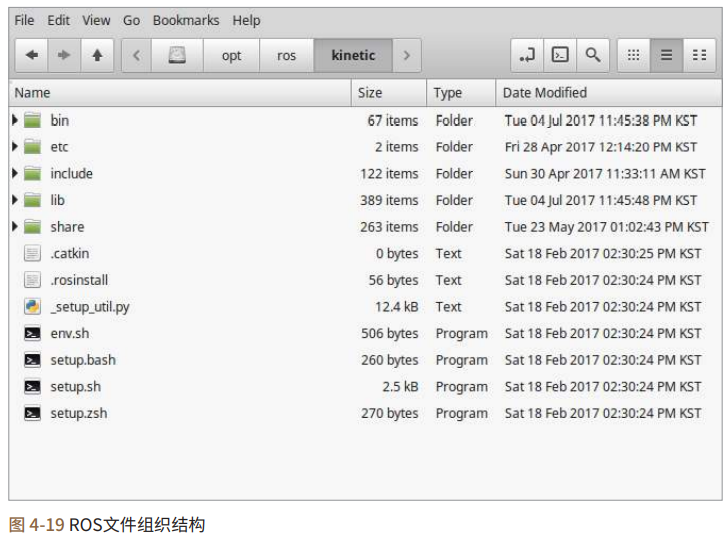 File Edit View Go Bookmarks Help
opt ros kinetic
Name Size Type Date Modified
bin 67 items Folder Tue 04 Jul 2017 11:45:38 PM KST
etc 2 items Folder Fri 28 Apr 2017 12:14:20 PM KST
include 122 items Folder Sun 30 Apr 2017 11:33:11 AM KST
lib 389 items Folder Tue 04 Jul 2017 11:45:48 PM KST
share 263 items Folder Tue 23 May 2017 01:02:43 PM KST
.catkin 0 bytes Text Sat 18 Feb 2017 02:30:25 PM KST
.rosinstall 56 bytes Text Sat 18 Feb 2017 02:30:24 PM KST
_setup_util.py 12.4 kB Text Sat 18 Feb 2017 02:30:24 PM KST
env.sh 506 bytes Program Sat 18 Feb 2017 02:30:24 PM KST
setup.bash 260 bytes Program Sat 18 Feb 2017 02:30:24 PM KST
setup.sh 2.5 kB Program Sat 18 Feb 2017 02:30:24 PM KST
setup.zsh 270 bytes Program Sat 18 Feb 2017 02:30:24 PM KST
图 4-19 ROS文件组织结构